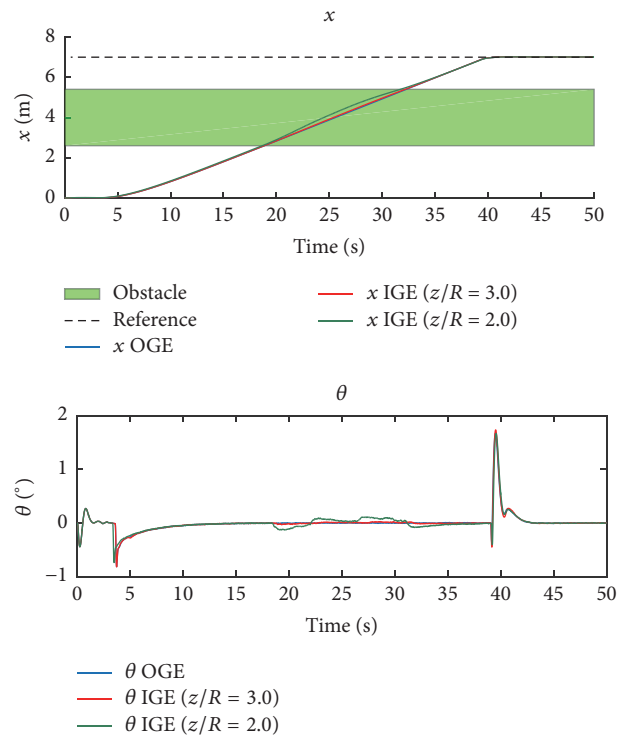 x
8
6
4
2
0
x (m)
0 5 10 15 20 25 30 35 40 45 50
Time (s)
Obstacle
Reference
x OGE
x IGE (z/R = 3.0)
x IGE (z/R = 2.0)
θ
2
1
0
−1
θ (°)
0 5 10 15 20 25 30 35 40 45 50
Time (s)
θ OGE
θ IGE (z/R = 3.0)
θ IGE (z/R = 2.0)